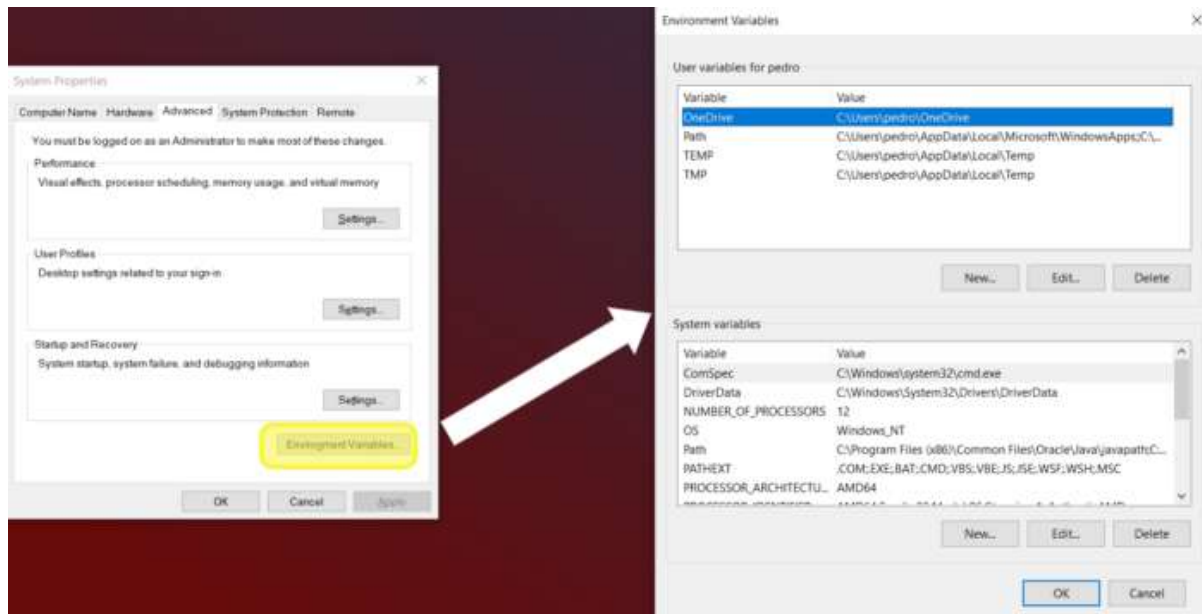 System Properties
Computer Name Hardware Advanced System Protection Remote
You must be logged on as an Administrator to make most of these changes.
Performance
Visual effects, processor scheduling, memory usage, and virtual memory
Settings...
User Profiles
Desktop settings related to your sign-in
Settings...
Startup and Recovery
System startup, system failure, and debugging information
Settings...
Environment Variables...
OK Cancel Apply
Environment Variables
User variables for pedro
Variable Value
OneDrive C:\Users\pedro\OneDrive
Path C:\Users\pedro\AppData\Local\Microsoft\WindowsApps;C:\...
TEMP C:\Users\pedro\AppData\Local\Temp
TMP C:\Users\pedro\AppData\Local\Temp
New... Edit... Delete
System variables
Variable Value
ComSpec C:\Windows\system32\cmd.exe
DriverData C:\Windows\System32\Drivers\DriverData
NUMBER_OF_PROCESSORS 12
OS Windows_NT
Path C:\Program Files (x86)\Common Files\Oracle\Java\javapath;C:...
PATHEXT .COM;.EXE;.BAT;.CMD;.VBS;.VBE;.JS;.JSE;.WSF;.WSH;.MSC
PROCESSOR_ARCHITECTU... AMD64
New... Edit... Delete
OK Cancel